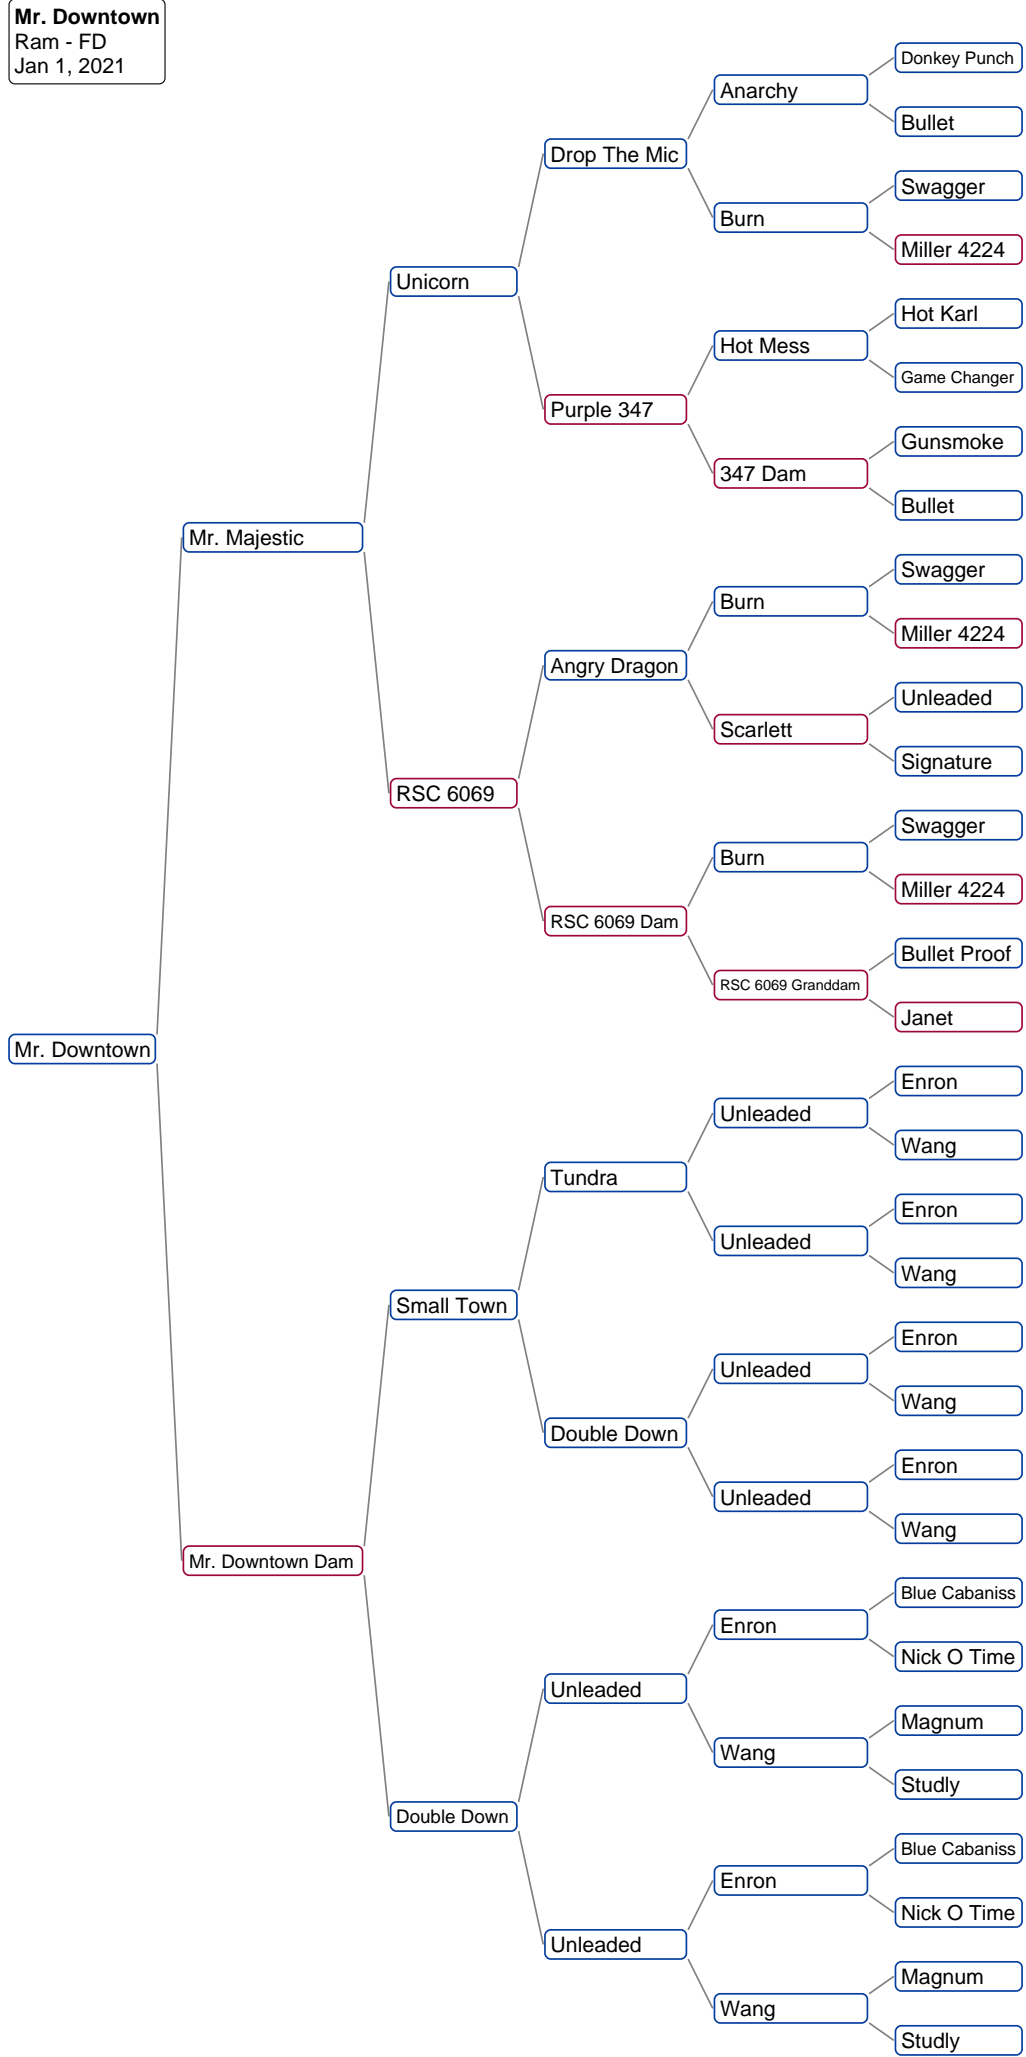 Mr. Downtown
Ram - FD
Jan 1, 2021
Donkey Punch
Anarchy
Bullet
Drop The Mic
Swagger
Burn
Miller 4224
Unicorn
Hot Karl
Hot Mess
Game Changer
Purple 347
Gunsmoke
347 Dam
Bullet
Mr. Majestic
Swagger
Burn
Miller 4224
Angry Dragon
Unleaded
Scarlett
Signature
RSC 6069
Swagger
Burn
Miller 4224
RSC 6069 Dam
Bullet Proof
RSC 6069 Granddam
Janet
Mr. Downtown
Enron
Unleaded
Wang
Tundra
Enron
Unleaded
Wang
Small Town
Enron
Unleaded
Wang
Double Down
Enron
Unleaded
Wang
Mr. Downtown Dam
Blue Cabaniss
Enron
Nick O Time
Unleaded
Magnum
Wang
Studly
Double Down
Blue Cabaniss
Enron
Nick O Time
Unleaded
Magnum
Wang
Studly